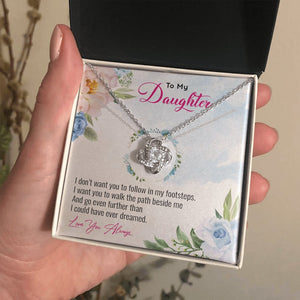 To My
Daughter
I don't want you to follow in my footsteps,
I want you to walk the path beside me
And go even further than
I could have ever dreamed.
Love You Always